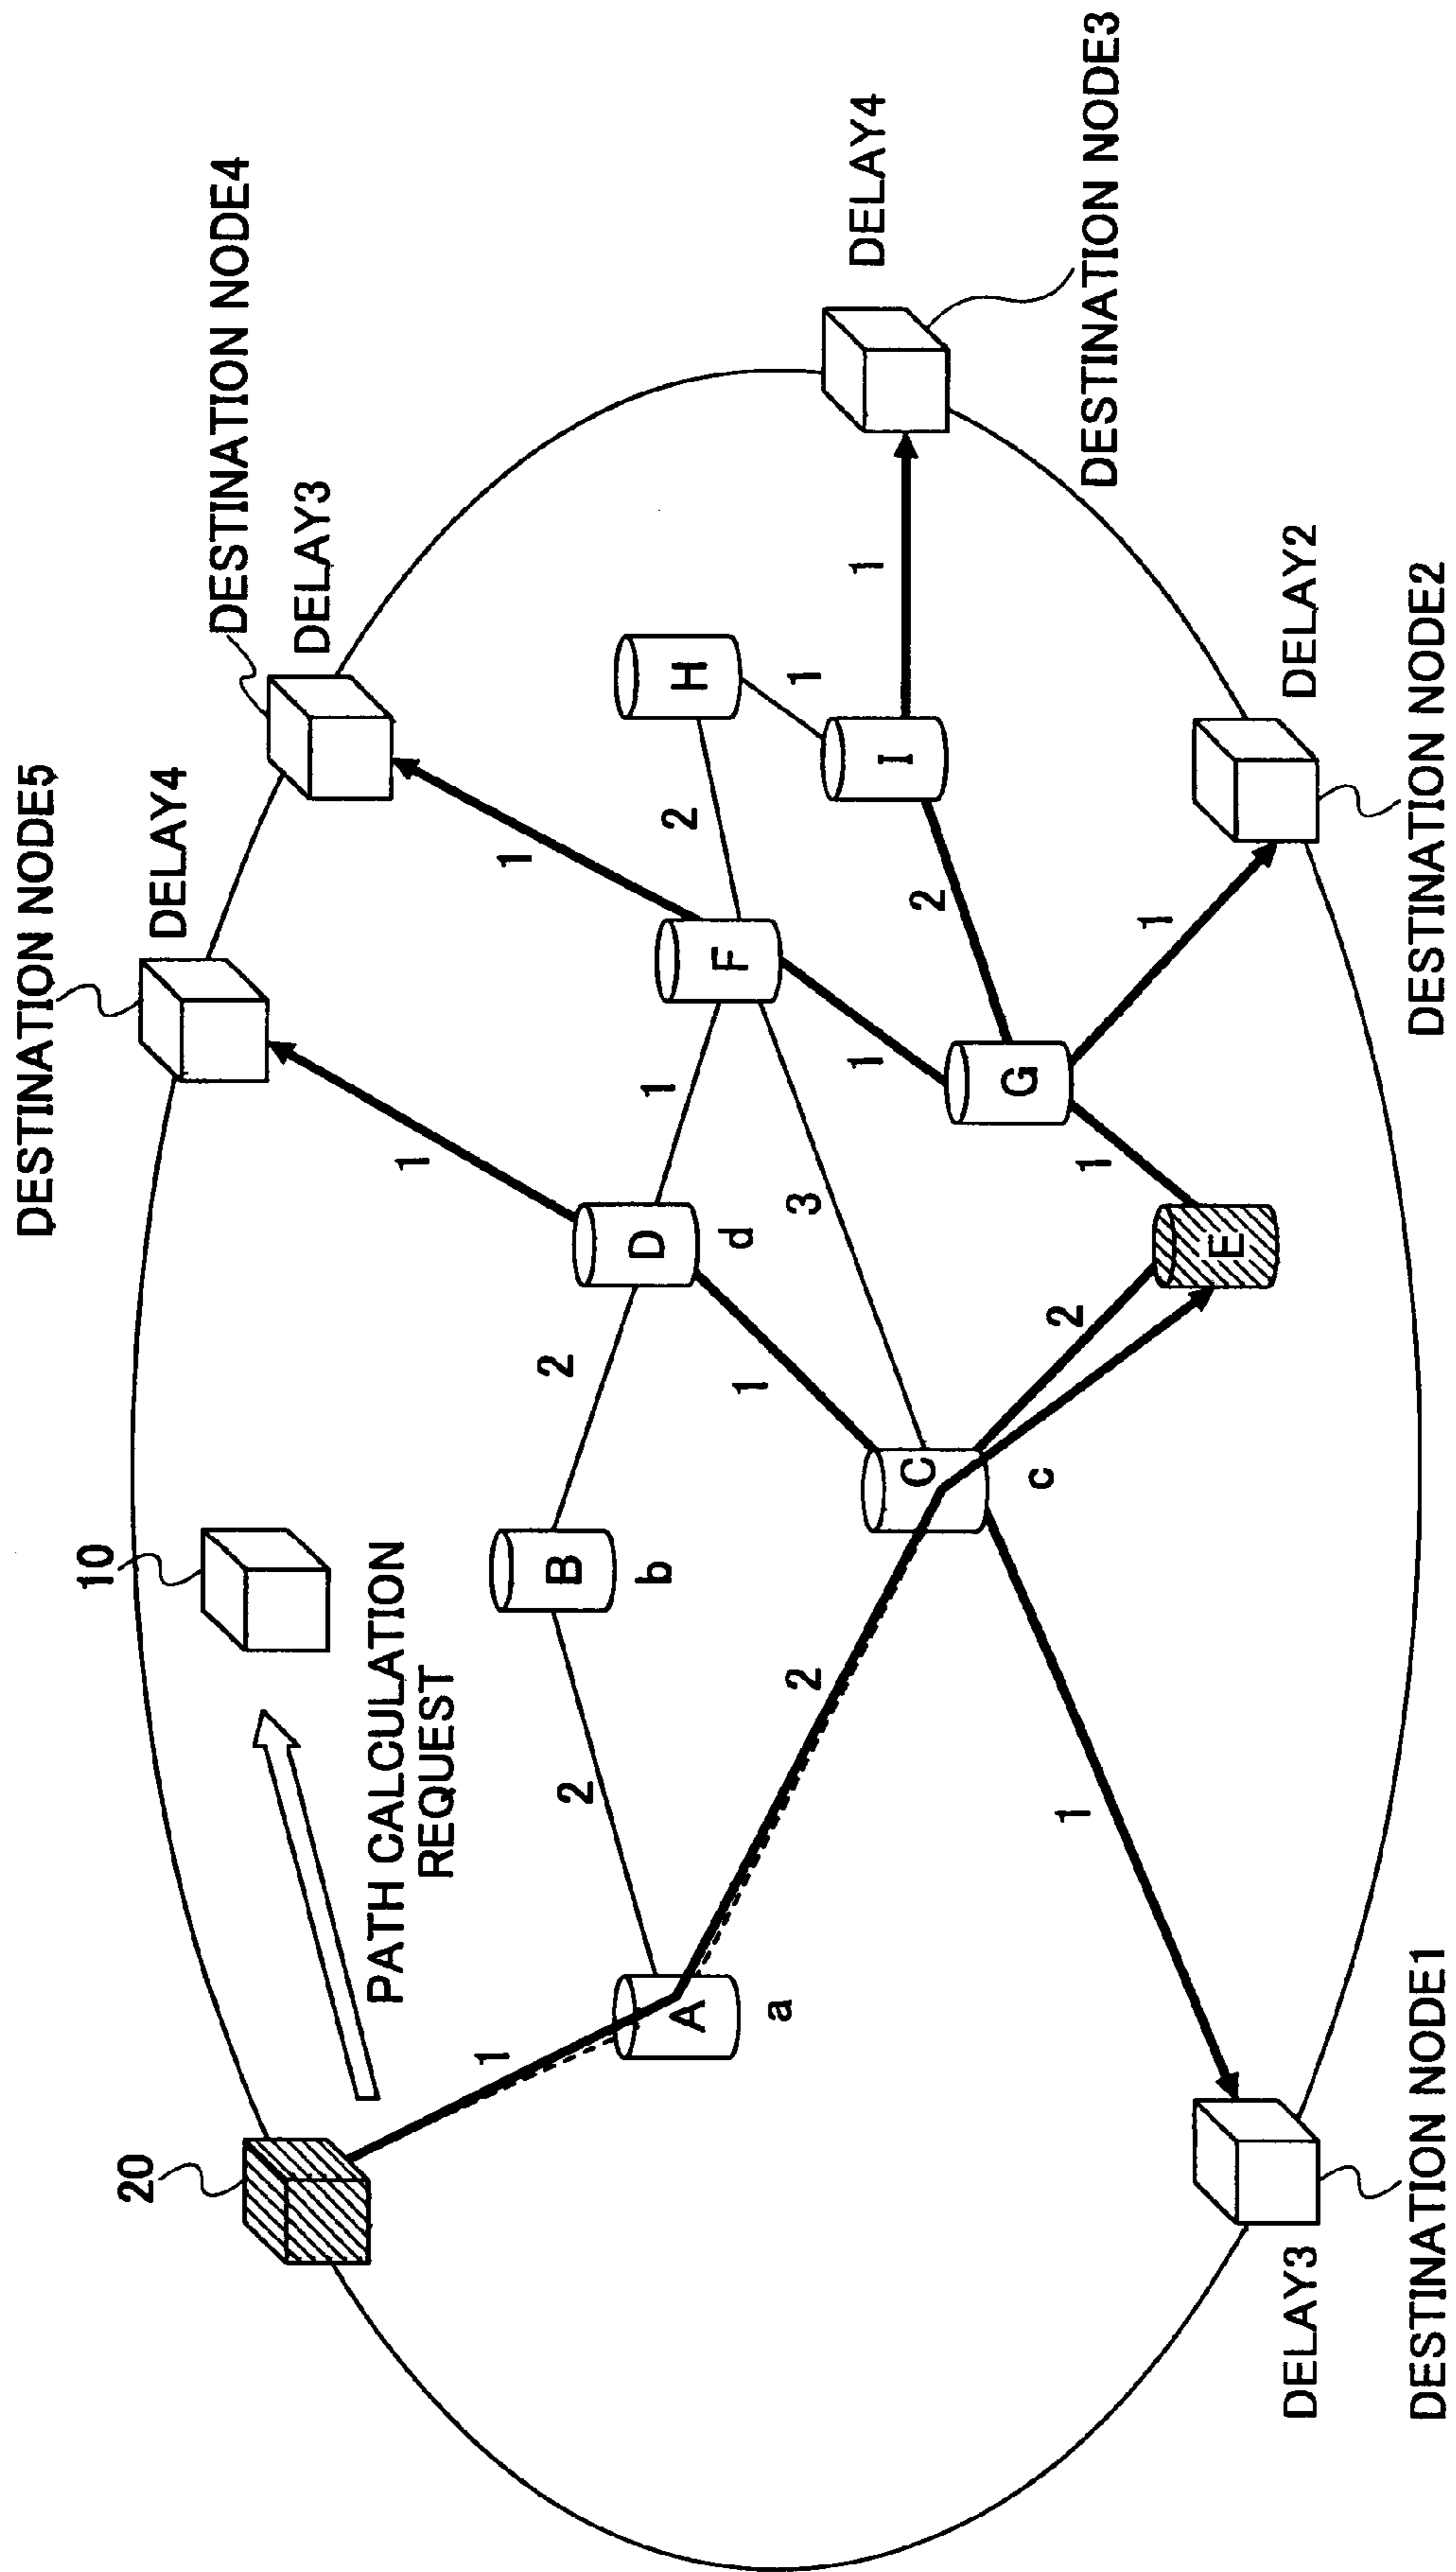 DESTINATION NODE5
DELAY4
DESTINATION NODE4
DELAY3
10
20
PATH CALCULATION
REQUEST
1
1
1
B
b
2
2
D
d
1
F
2
H
1
DELAY4
DESTINATION NODE3
A
a
2
1
3
1
2
I
1
C
c
2
G
1
1
E
1
DELAY3
DESTINATION NODE1
DELAY2
DESTINATION NODE2